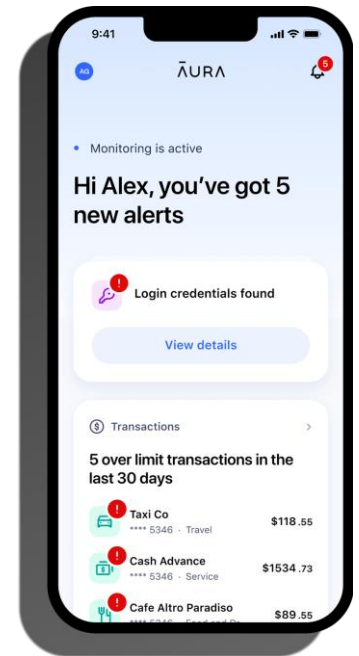 9:41
AG
ĀURA
5
Monitoring is active
Hi Alex, you've got 5
new alerts
!
Login credentials found
View details
Transactions
5 over limit transactions in the
last 30 days
!
Taxi Co
$118.55
**** 5346 · Travel
!
Cash Advance
$1534.73
**** 5346 · Service
!
Cafe Altro Paradiso
$89.55